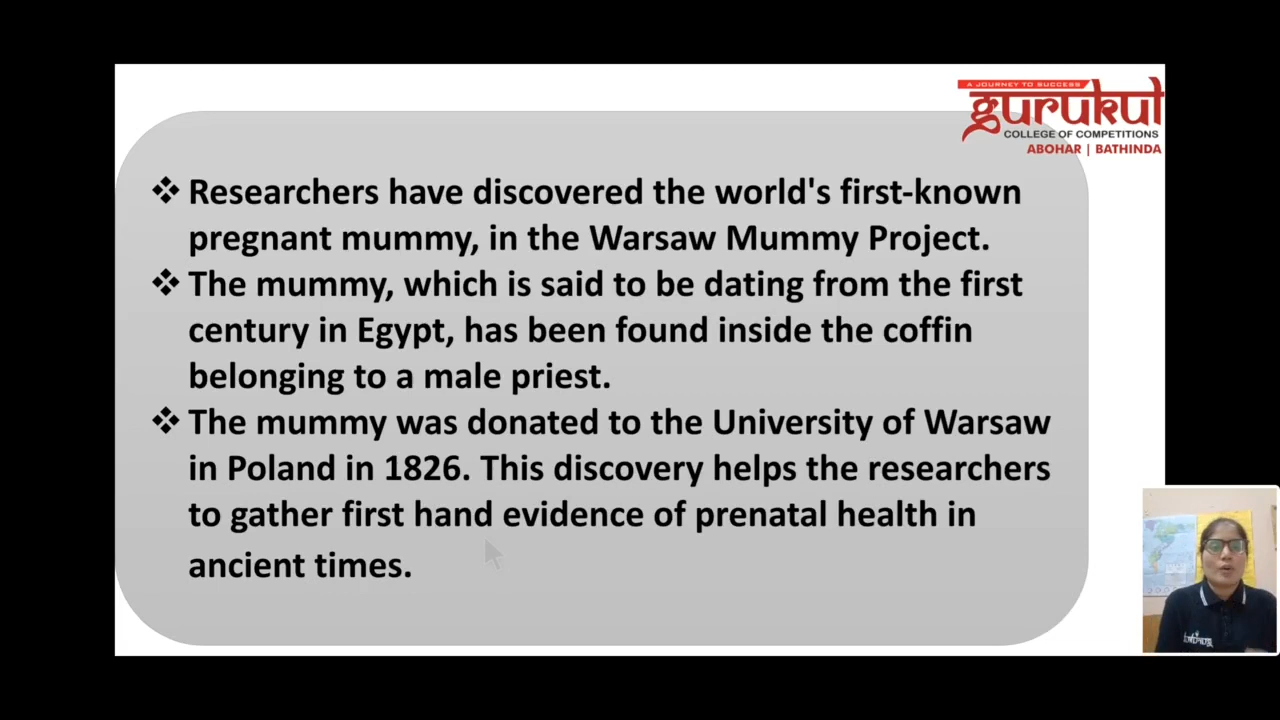 A JOURNEY TO SUCCESS
gurukul
COLLEGE OF COMPETITIONS
ABOHAR | BATHINDA
❖ Researchers have discovered the world's first-known
pregnant mummy, in the Warsaw Mummy Project.
❖ The mummy, which is said to be dating from the first
century in Egypt, has been found inside the coffin
belonging to a male priest.
❖ The mummy was donated to the University of Warsaw
in Poland in 1826. This discovery helps the researchers
to gather first hand evidence of prenatal health in
ancient times.